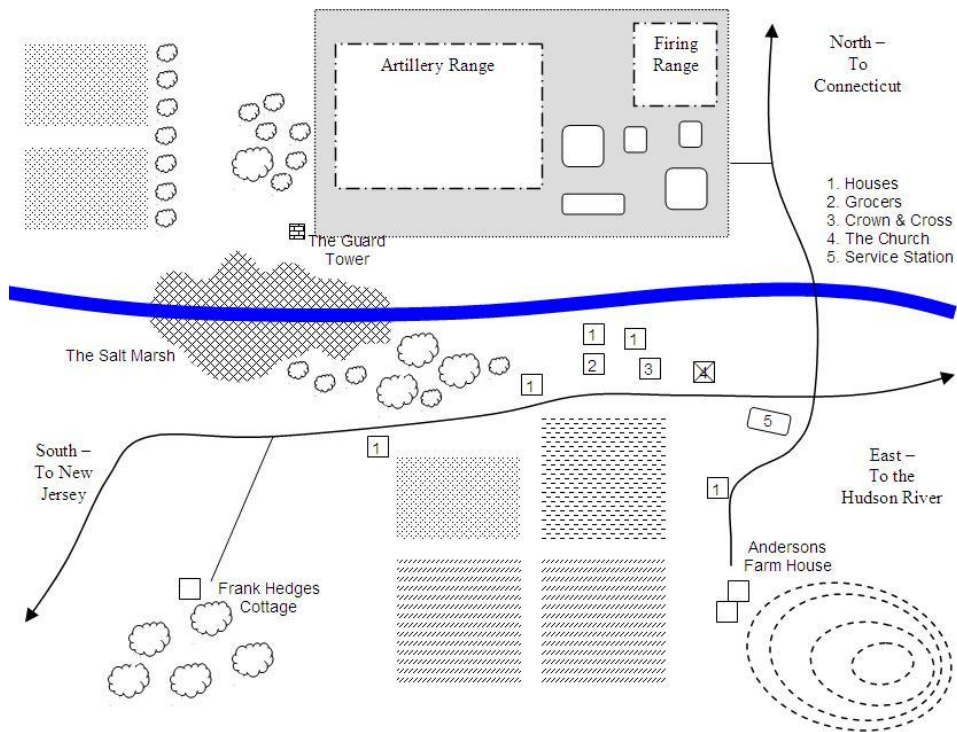 Artillery Range
Firing
Range
North –
To
Connecticut
1. Houses
2. Grocers
3. Crown & Cross
4. The Church
5. Service Station
The Guard
Tower
The Salt Marsh
1
1
2
3
4
1
5
1
1
South –
To New
Jersey
East –
To the
Hudson River
Andersons
Farm House
Frank Hedges
Cottage